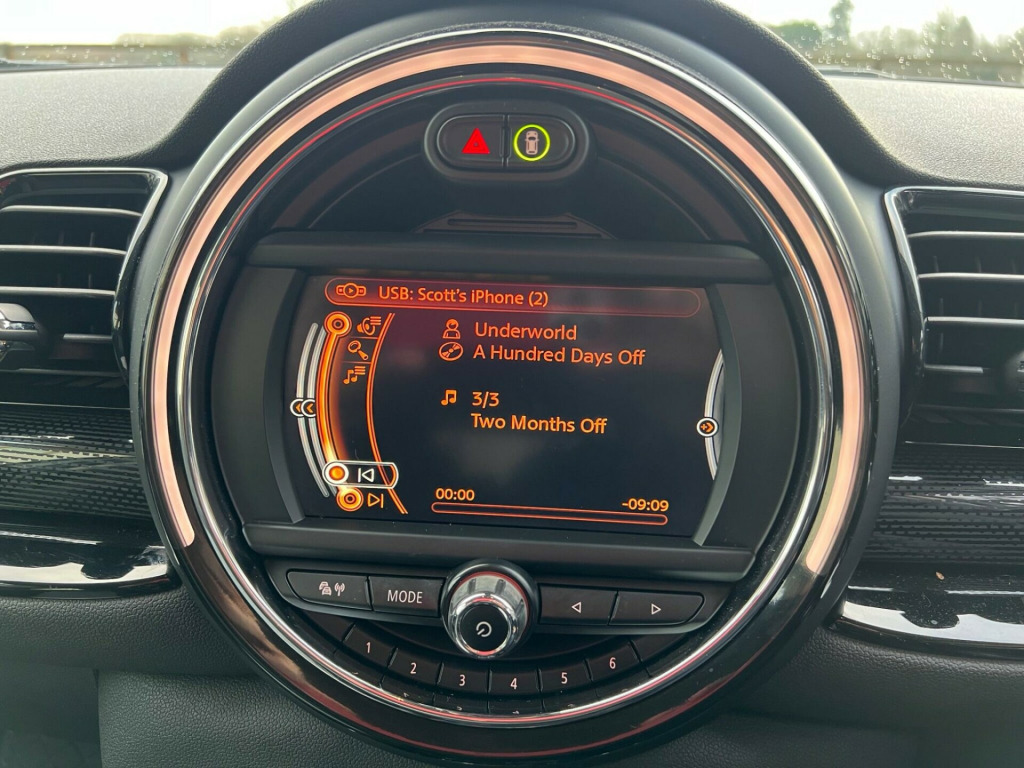 USB: Scott's iPhone (2)
Underworld
A Hundred Days Off
3/3
Two Months Off
00:00 -09:09
MODE
1 2 3 4 5 6